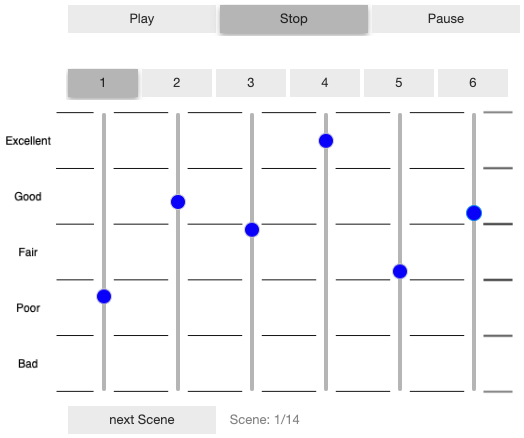 Play Stop Pause
1 2 3 4 5 6
Excellent
Good
Fair
Poor
Bad
next Scene Scene: 1/14